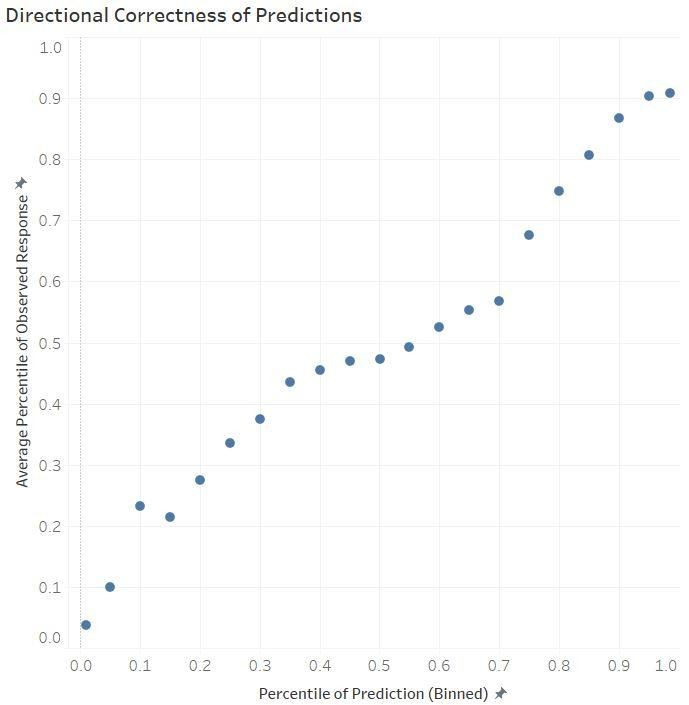 Directional Correctness of Predictions
1.0
0.9
0.8
0.7
0.6
0.5
0.4
0.3
0.2
0.1
0.0
Average Percentile of Observed Response
0.0 0.1 0.2 0.3 0.4 0.5 0.6 0.7 0.8 0.9 1.0
Percentile of Prediction (Binned)